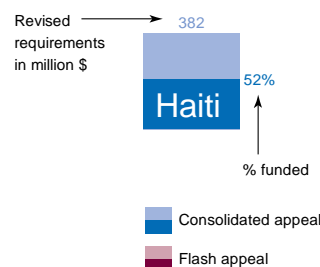 Revised
requirements
in million $
382
52%
Haiti
% funded
Consolidated appeal
Flash appeal